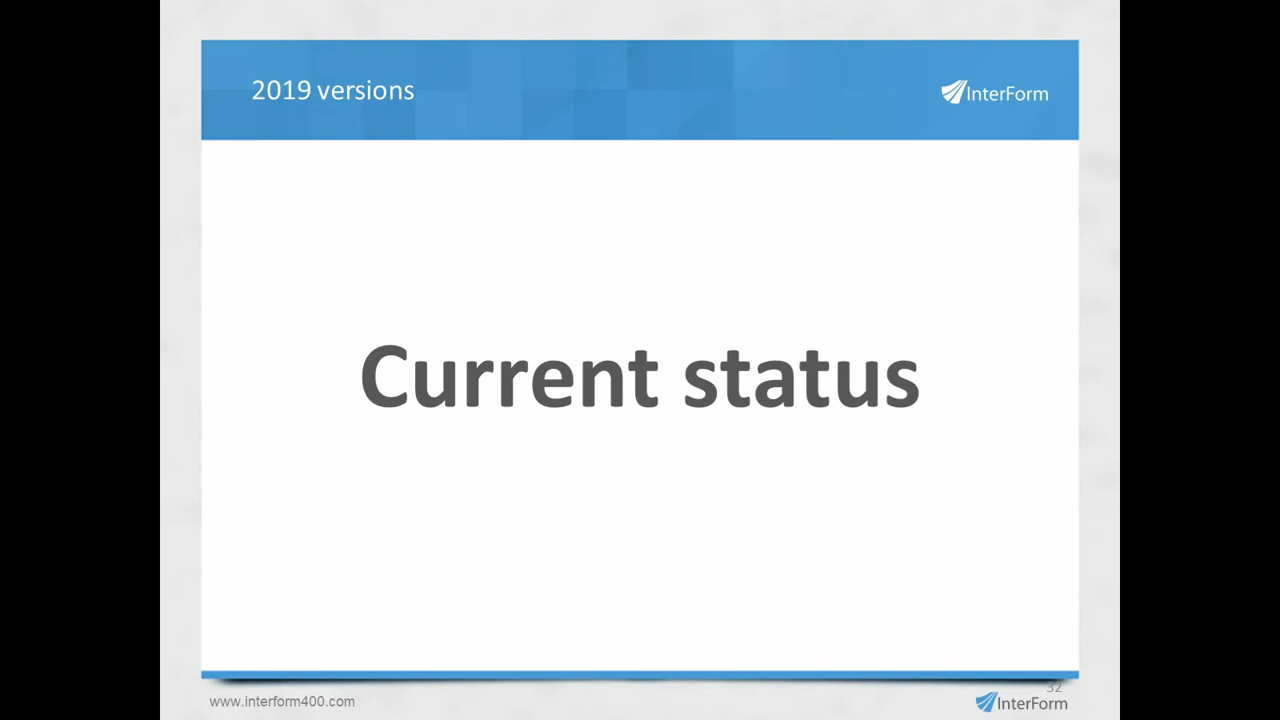 2019 versions
InterForm
Current status
32
www.interform400.com
InterForm